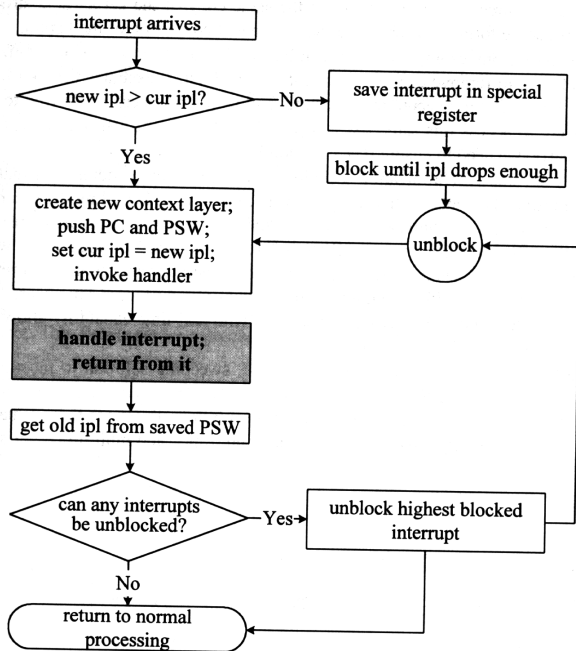 interrupt arrives
new ipl > cur ipl?
No
save interrupt in special
register
Yes
block until ipl drops enough
create new context layer;
push PC and PSW;
set cur ipl = new ipl;
invoke handler
unblock
handle interrupt;
return from it
get old ipl from saved PSW
can any interrupts
be unblocked?
Yes
unblock highest blocked
interrupt
No
return to normal
processing